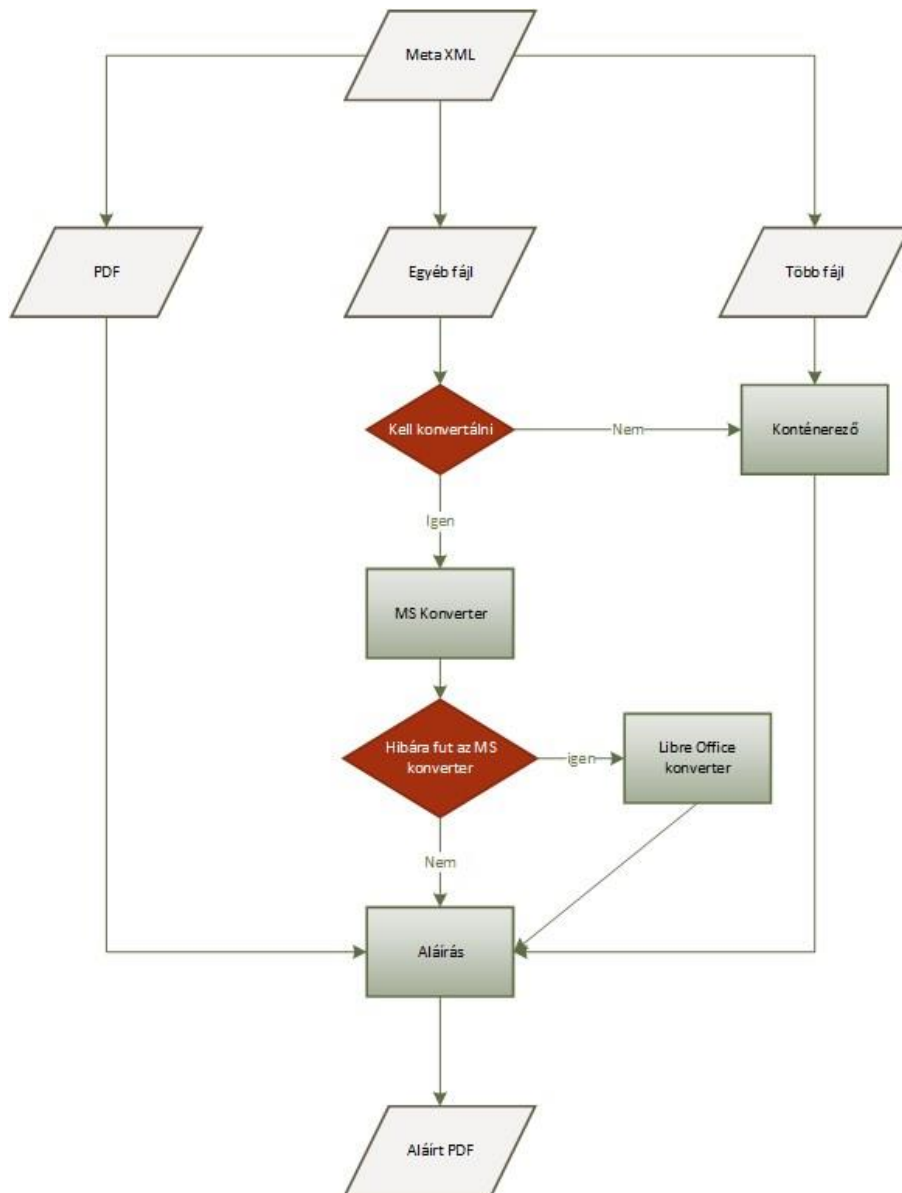 Meta XML
PDF
Egyéb fájl
Több fájl
Kell konvertálni
Nem
Konténerező
Igen
MS Konverter
Hibára fut az MS
konverter
igen
Libre Office
konverter
Nem
Aláírás
Aláírt PDF